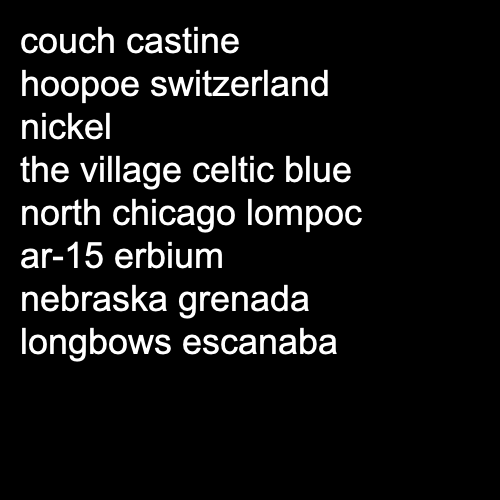 couch castine
hoopoe switzerland
nickel
the village celtic blue
north chicago lompoc
ar-15 erbium
nebraska grenada
longbows escanaba